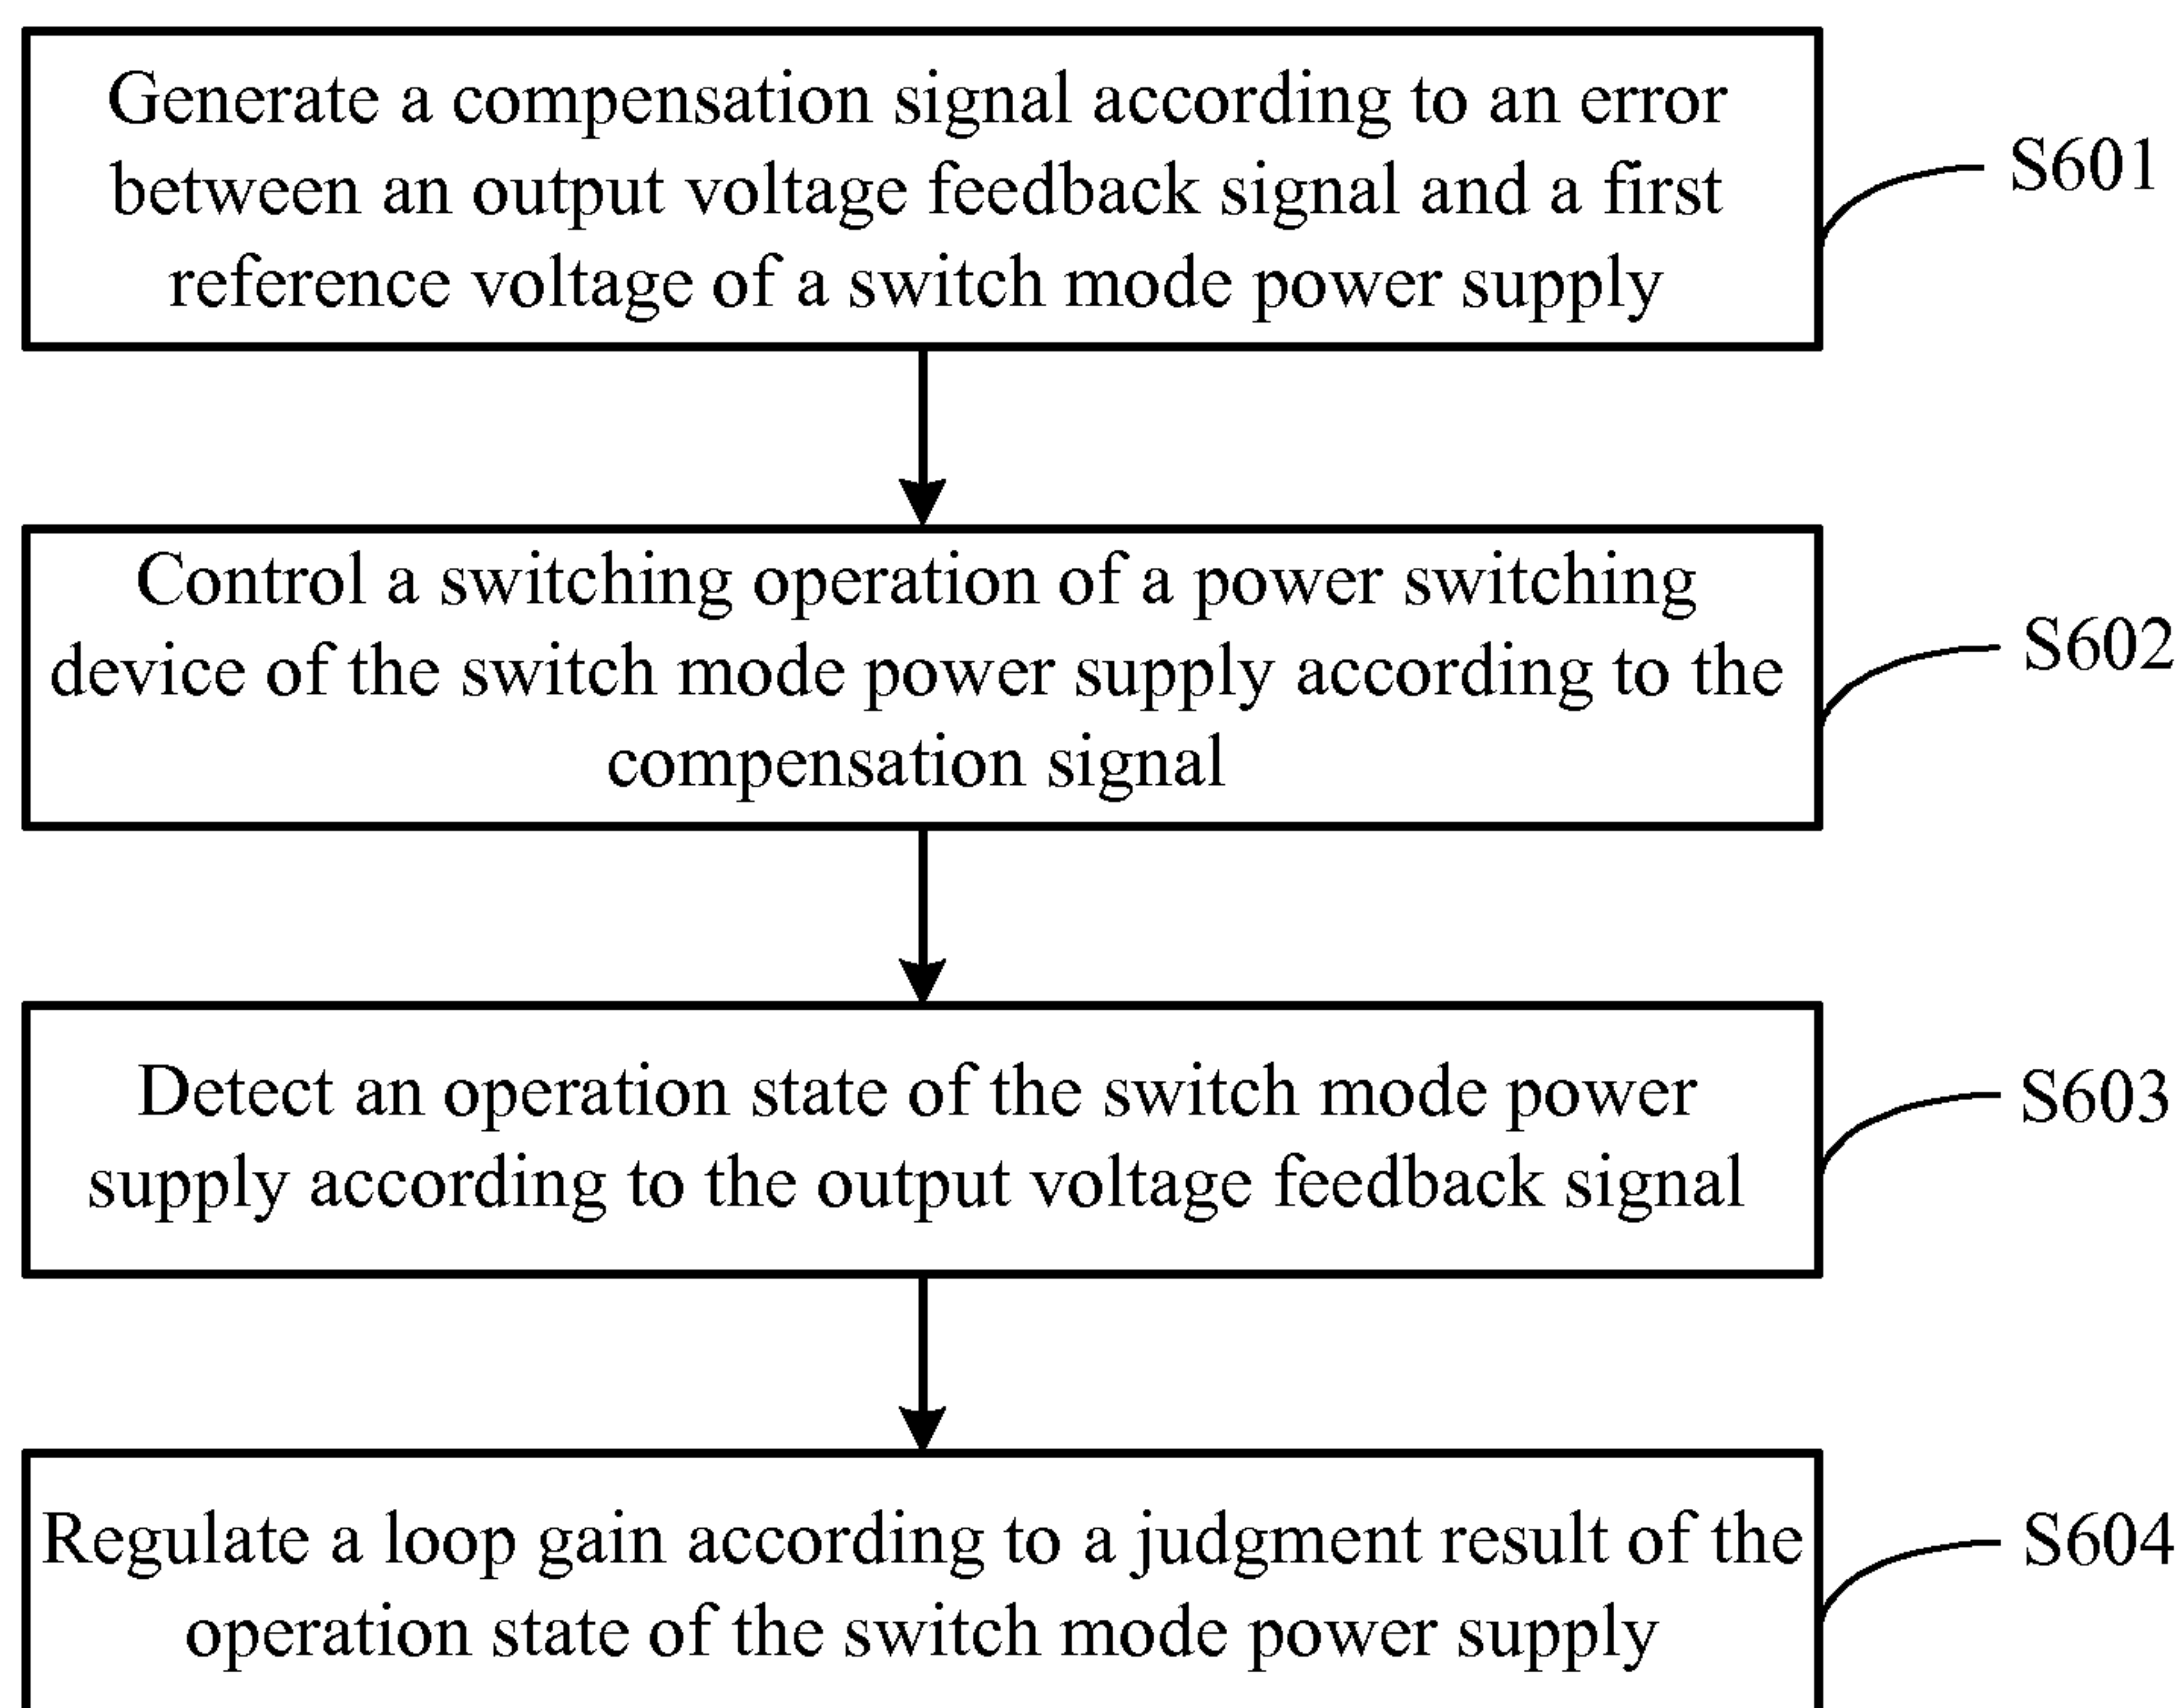 Generate a compensation signal according to an error
between an output voltage feedback signal and a first
reference voltage of a switch mode power supply
S601
Control a switching operation of a power switching
device of the switch mode power supply according to the
compensation signal
S602
Detect an operation state of the switch mode power
supply according to the output voltage feedback signal
S603
Regulate a loop gain according to a judgment result of the
operation state of the switch mode power supply
S604